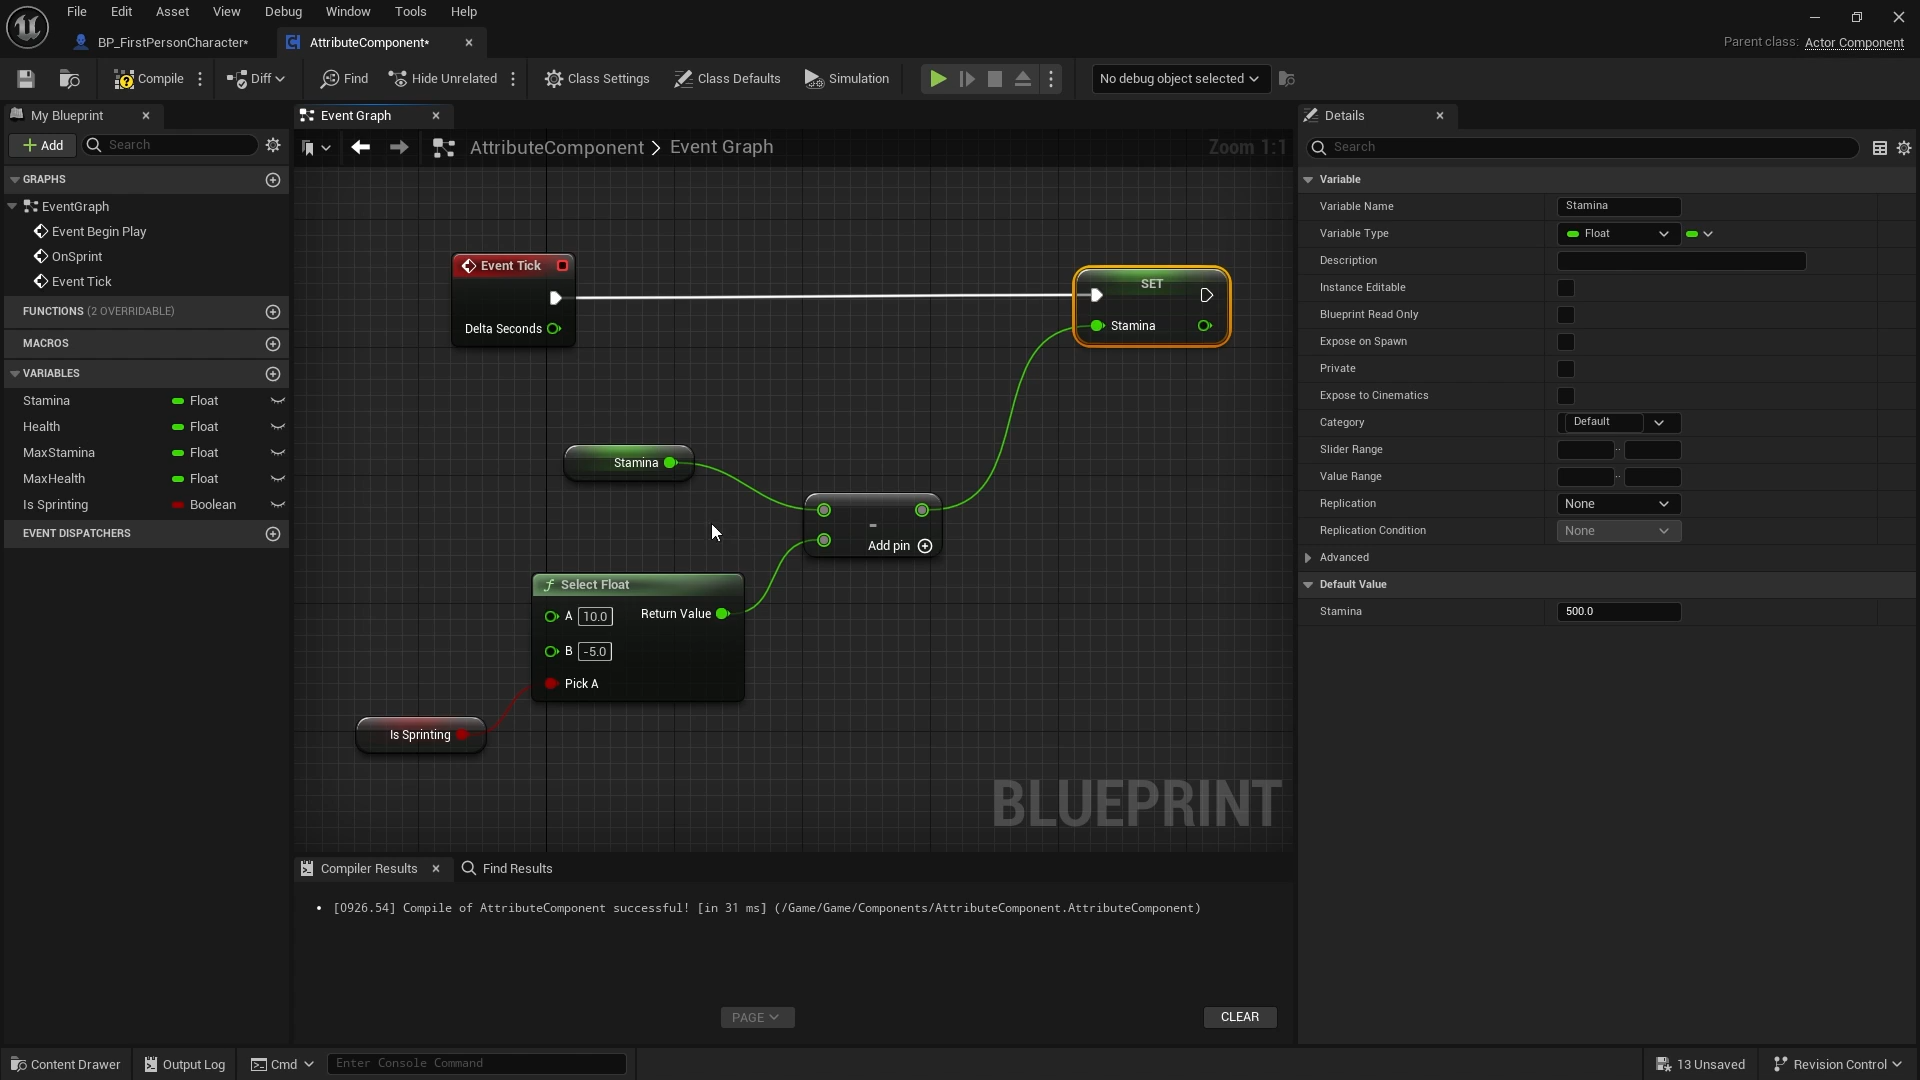 File Edit Asset View Debug Window Tools Help
BP_FirstPersonCharacter* AttributeComponent*
Parent class: Actor Component
Compile Diff Find Hide Unrelated Class Settings Class Defaults Simulation No debug object selected
My Blueprint
Add Search
GRAPHS
EventGraph
Event Begin Play
OnSprint
Event Tick
FUNCTIONS (2 OVERRIDABLE)
MACROS
VARIABLES
Stamina Float
Health Float
MaxStamina Float
MaxHealth Float
Is Sprinting Boolean
EVENT DISPATCHERS
Event Graph
AttributeComponent > Event Graph Zoom 1:1
Event Tick
Delta Seconds
SET
Stamina
Stamina
-
Add pin
Select Float
A 10.0 Return Value
B -5.0
Pick A
Is Sprinting
BLUEPRINT
Compiler Results Find Results
• [0926.54] Compile of AttributeComponent successful! [in 31 ms] (/Game/Game/Components/AttributeComponent.AttributeComponent)
PAGE CLEAR
Details
Search
Variable
Variable Name Stamina
Variable Type Float
Description
Instance Editable
Blueprint Read Only
Expose on Spawn
Private
Expose to Cinematics
Category Default
Slider Range ..
Value Range ..
Replication None
Replication Condition None
Advanced
Default Value
Stamina 500.0
Content Drawer Output Log Cmd Enter Console Command 13 Unsaved Revision Control